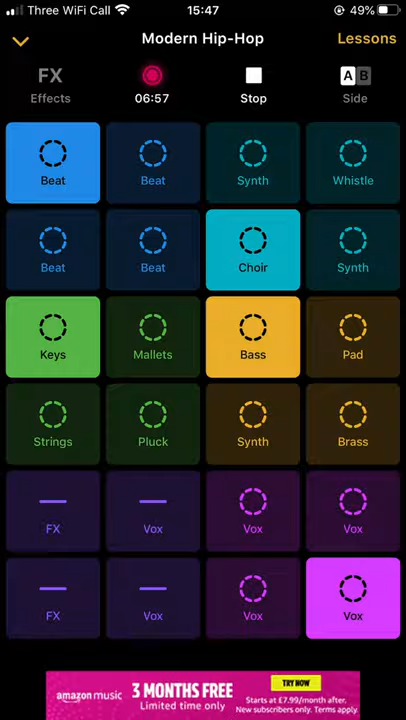 Three WiFi Call 15:47 49%
Modern Hip-Hop Lessons
FX A B
Effects 06:57 Stop Side
Beat Beat Synth Whistle
Beat Beat Choir Synth
Keys Mallets Bass Pad
Strings Pluck Synth Brass
FX Vox Vox Vox
FX Vox Vox Vox
amazon music 3 MONTHS FREE TRY NOW
Limited time only Starts at £7.99/month after.
New subscribers only. Terms apply.